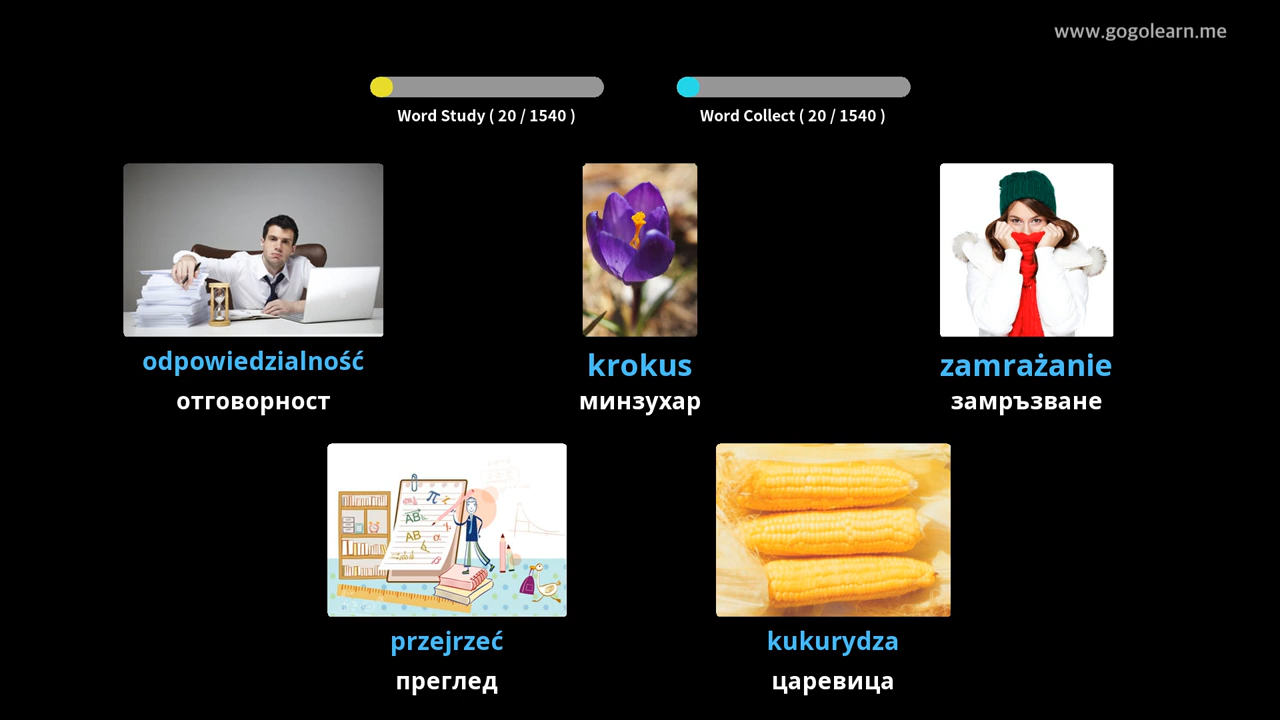 www.gogolearn.me
Word Study ( 20 / 1540 )
Word Collect ( 20 / 1540 )
odpowiedzialność
отговорност
krokus
минзухар
zamrażanie
замръзване
przejrzeć
преглед
kukurydza
царевица